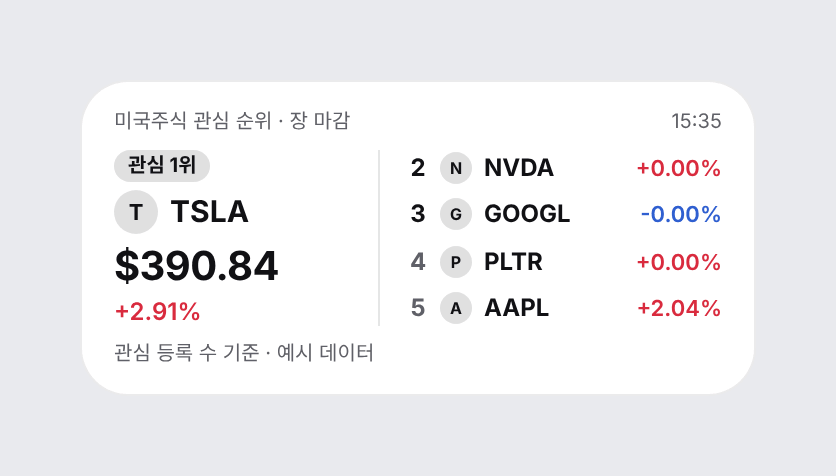 미국주식 관심 순위 · 장 마감
15:35
관심 1위
T TSLA
$390.84
+2.91%
2 N NVDA +0.00%
3 G GOOGL -0.00%
4 P PLTR +0.00%
5 A AAPL +2.04%
관심 등록 수 기준 · 예시 데이터